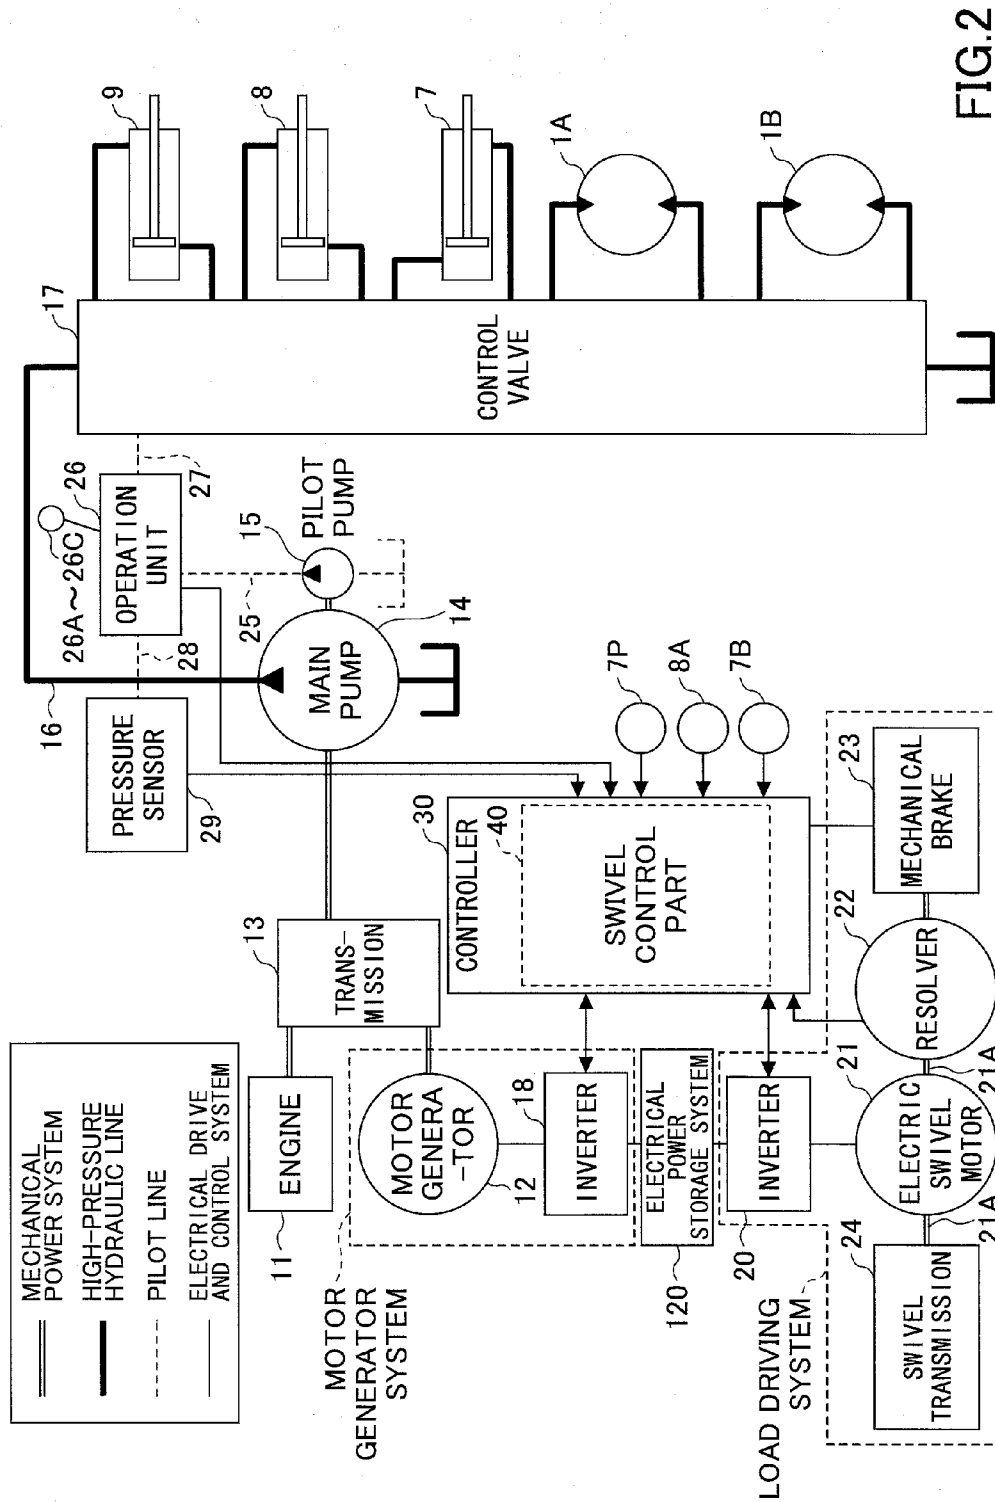 FIG.2
MECHANICAL
POWER SYSTEM
HIGH-PRESSURE
HYDRAULIC LINE
PILOT LINE
ELECTRICAL DRIVE
AND CONTROL SYSTEM
MOTOR
GENERATOR
SYSTEM
11
ENGINE
13
TRANS-
MISSION
MOTOR
GENERA
-TOR
12
18
INVERTER
120
ELECTRICAL
POWER
STORAGE SYSTEM
20
INVERTER
LOAD DRIVING
SYSTEM
24
SWIVEL
TRANSMISSION
21A
21
ELECTRIC
SWIVEL
MOTOR
21A
22
RESOLVER
23
MECHANICAL
BRAKE
30
CONTROLLER
40
SWIVEL
CONTROL
PART
7P
8A
7B
29
PRESSURE
SENSOR
16
28
26A~26C
26
OPERATION
UNIT
27
25
15
PILOT
PUMP
14
MAIN
PUMP
17
CONTROL
VALVE
9
8
7
1A
1B